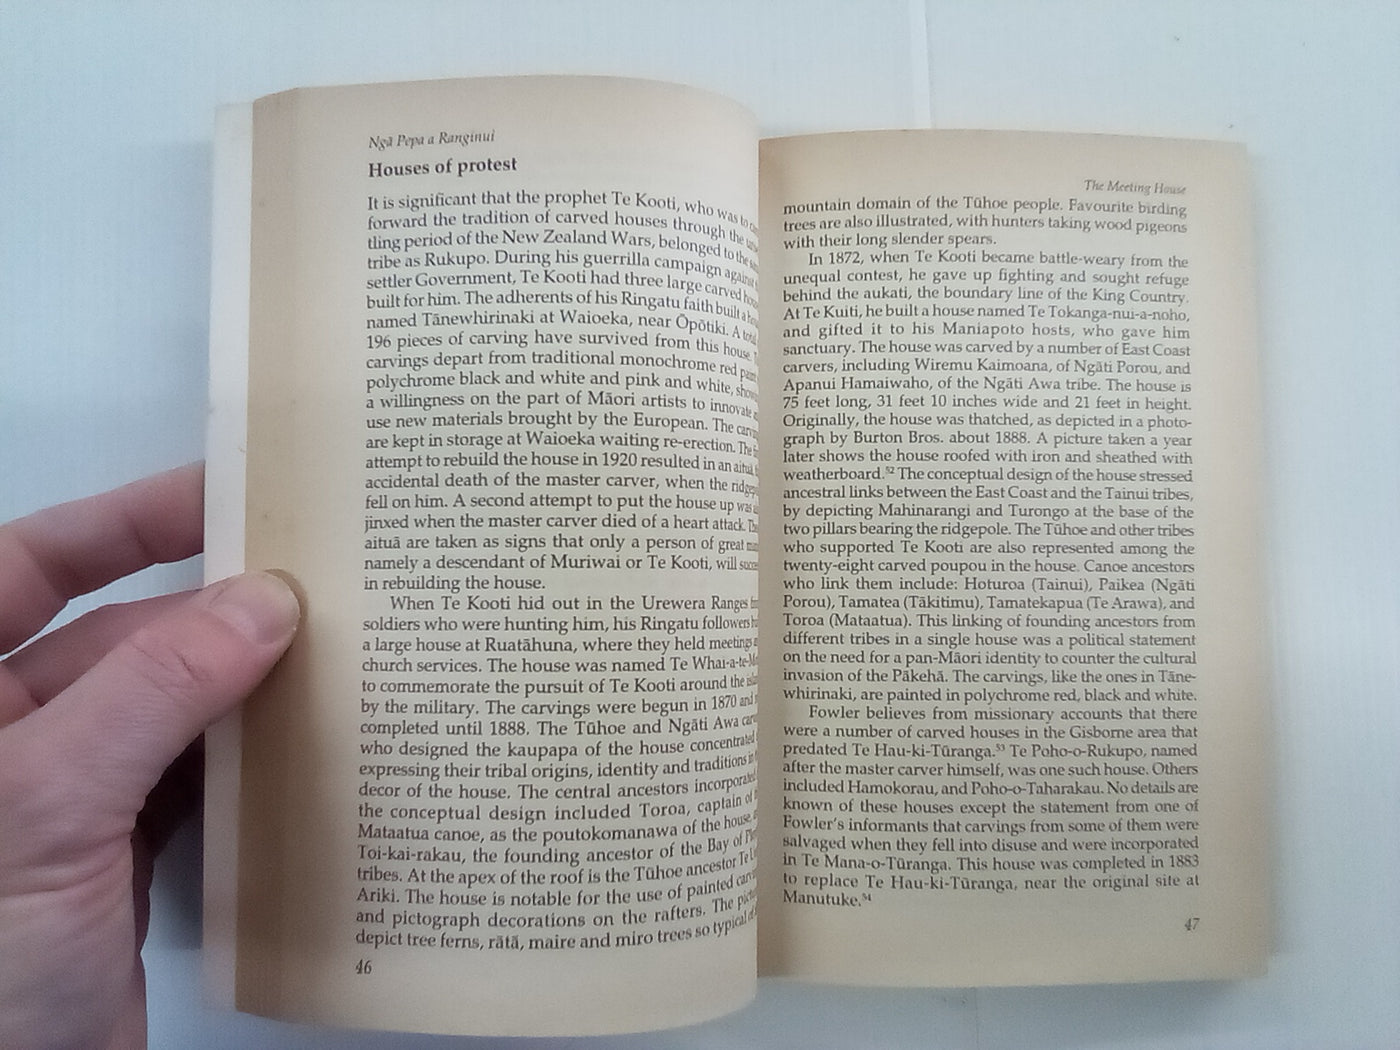 Ngā Pepa a Ranginui
Houses of protest
It is significant that the prophet Te Kooti, who was to
forward the tradition of carved houses through the
tling period of the New Zealand Wars, belonged to the
tribe as Rukupo. During his guerrilla campaign against
settler Government, Te Kooti had three large carved
built for him. The adherents of his Ringatu faith built a
named Tānewhirinaki at Waioeka, near Ōpōtiki. A total
196 pieces of carving have survived from this house.
carvings depart from traditional monochrome red paint
polychrome black and white and pink and white,
a willingness on the part of Māori artists to innovate
use new materials brought by the European. The
are kept in storage at Waioeka waiting re-erection. The
attempt to rebuild the house in 1920 resulted in an aituā,
accidental death of the master carver, when the
fell on him. A second attempt to put the house up was
jinxed when the master carver died of a heart attack.
aituā are taken as signs that only a person of great
namely a descendant of Muriwai or Te Kooti, will
in rebuilding the house.
When Te Kooti hid out in the Urewera Ranges
soldiers who were hunting him, his Ringatu followers
a large house at Ruatāhuna, where they held meetings
church services. The house was named Te Whai-a-te-
to commemorate the pursuit of Te Kooti around the
by the military. The carvings were begun in 1870 and
completed until 1888. The Tūhoe and Ngāti Awa
who designed the kaupapa of the house concentrated
expressing their tribal origins, identity and traditions in
decor of the house. The central ancestors incorporated
the conceptual design included Toroa, captain of
Mataatua canoe, as the poutokomanawa of the house,
Toi-kai-rakau, the founding ancestor of the Bay of
tribes. At the apex of the roof is the Tūhoe ancestor Te
Ariki. The house is notable for the use of painted
and pictograph decorations on the rafters. The
depict tree ferns, rātā, maire and miro trees so typical
46
The Meeting House
mountain domain of the Tūhoe people. Favourite birding
trees are also illustrated, with hunters taking wood pigeons
with their long slender spears.
In 1872, when Te Kooti became battle-weary from the
unequal contest, he gave up fighting and sought refuge
behind the aukati, the boundary line of the King Country.
At Te Kuiti, he built a house named Te Tokanga-nui-a-noho,
and gifted it to his Maniapoto hosts, who gave him
sanctuary. The house was carved by a number of East Coast
carvers, including Wiremu Kaimoana, of Ngāti Porou, and
Apanui Hamaiwaho, of the Ngāti Awa tribe. The house is
75 feet long, 31 feet 10 inches wide and 21 feet in height.
Originally, the house was thatched, as depicted in a photo-
graph by Burton Bros. about 1888. A picture taken a year
later shows the house roofed with iron and sheathed with
weatherboard.⁵² The conceptual design of the house stressed
ancestral links between the East Coast and the Tainui tribes,
by depicting Mahinarangi and Turongo at the base of the
two pillars bearing the ridgepole. The Tūhoe and other tribes
who supported Te Kooti are also represented among the
twenty-eight carved poupou in the house. Canoe ancestors
who link them include: Hoturoa (Tainui), Paikea (Ngāti
Porou), Tamatea (Tākitimu), Tamatekapua (Te Arawa), and
Toroa (Mataatua). This linking of founding ancestors from
different tribes in a single house was a political statement
on the need for a pan-Māori identity to counter the cultural
invasion of the Pākehā. The carvings, like the ones in Tāne-
whirinaki, are painted in polychrome red, black and white.
Fowler believes from missionary accounts that there
were a number of carved houses in the Gisborne area that
predated Te Hau-ki-Tūranga.⁵³ Te Poho-o-Rukupo, named
after the master carver himself, was one such house. Others
included Hamokorau, and Poho-o-Taharakau. No details are
known of these houses except the statement from one of
Fowler's informants that carvings from some of them were
salvaged when they fell into disuse and were incorporated
in Te Mana-o-Tūranga. This house was completed in 1883
to replace Te Hau-ki-Tūranga, near the original site at
Manutuke.⁵⁴
47